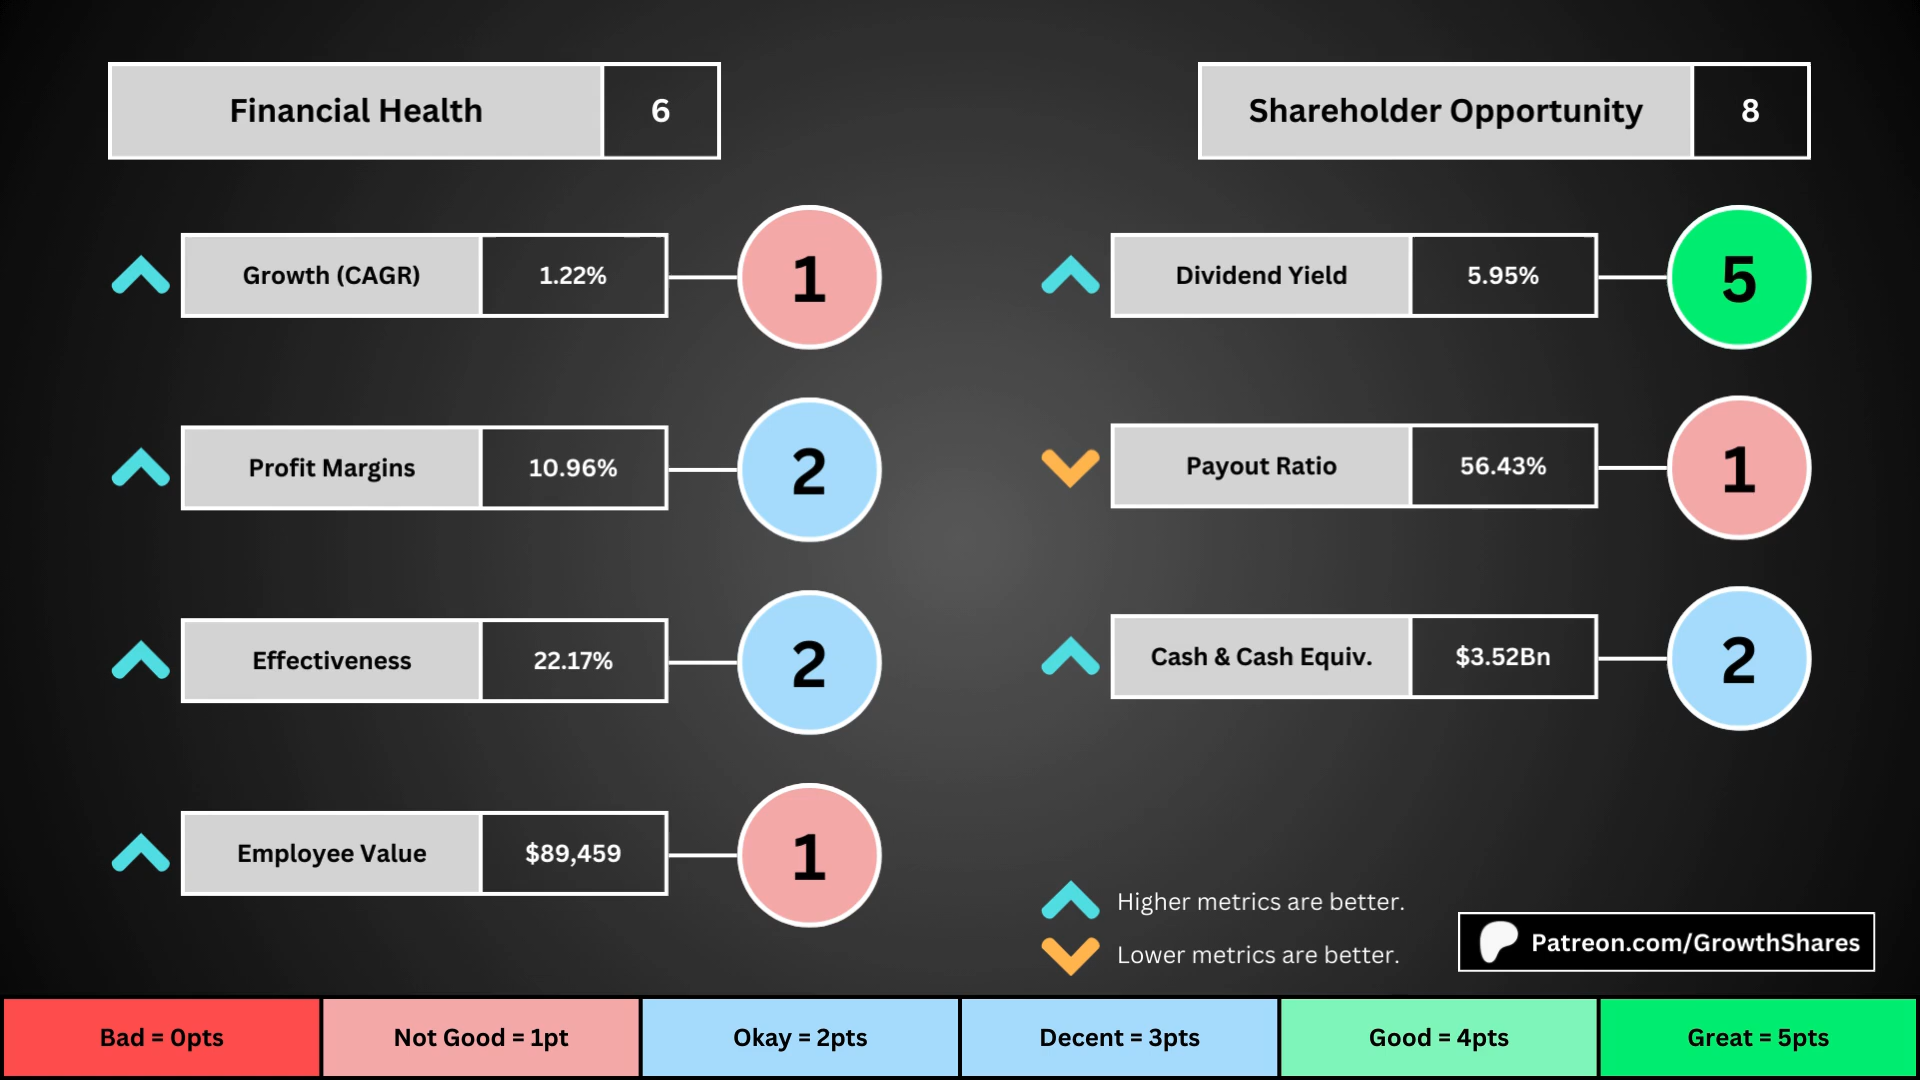 Financial Health
6
Growth (CAGR)
1.22%
1
Profit Margins
10.96%
2
Effectiveness
22.17%
2
Employee Value
$89,459
1
Shareholder Opportunity
8
Dividend Yield
5.95%
5
Payout Ratio
56.43%
1
Cash & Cash Equiv.
$3.52Bn
2
Higher metrics are better.
Lower metrics are better.
Patreon.com/GrowthShares
Bad = 0pts
Not Good = 1pt
Okay = 2pts
Decent = 3pts
Good = 4pts
Great = 5pts